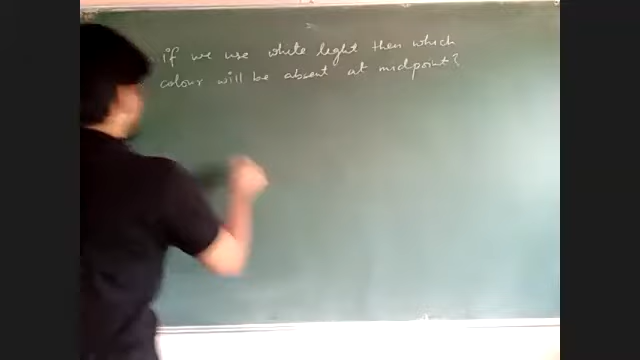 if we use white light then which
colour will be absent at midpoint?